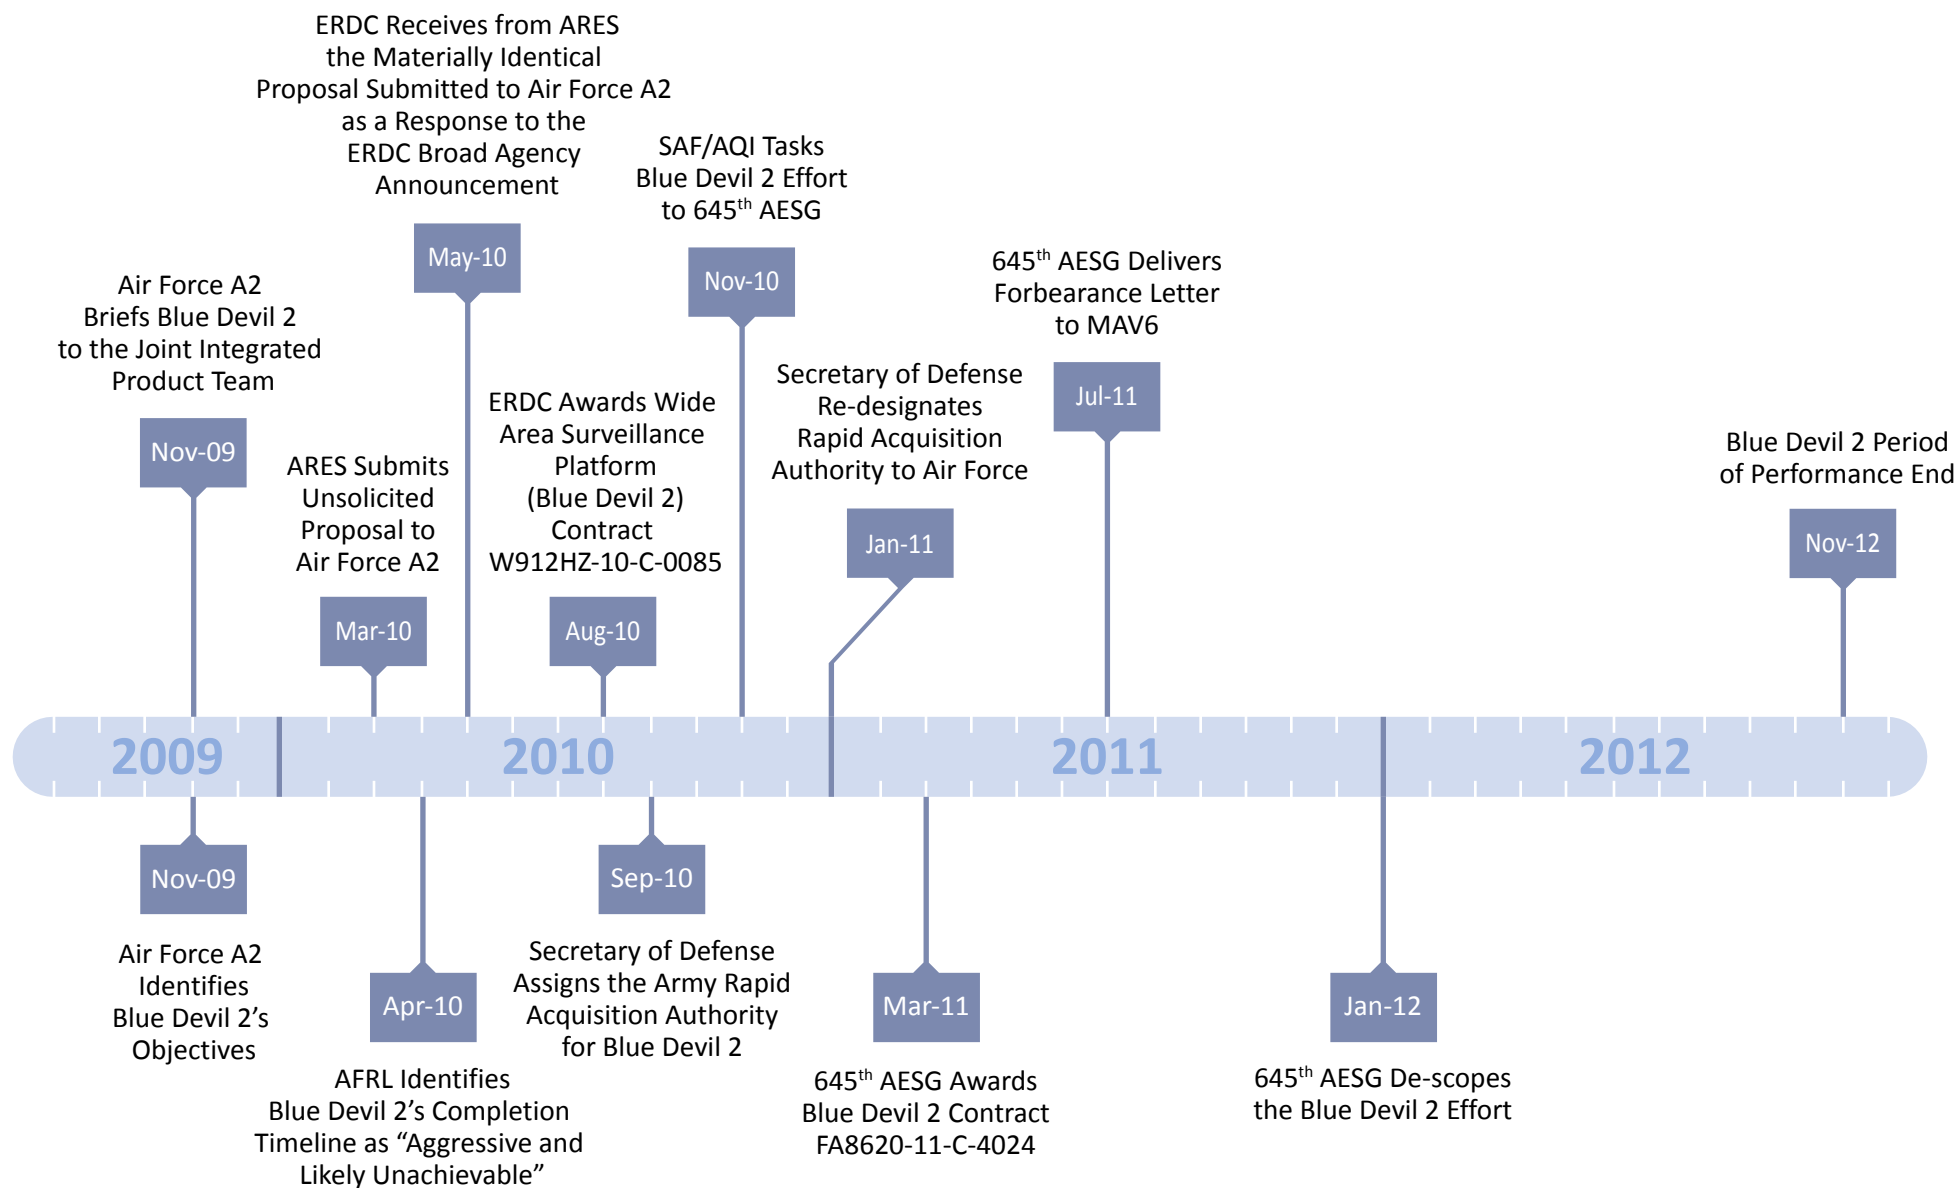 ERDC Receives from ARES
the Materially Identical
Proposal Submitted to Air Force A2
as a Response to the
ERDC Broad Agency
Announcement
May-10
SAF/AQI Tasks
Blue Devil 2 Effort
to 645th AESG
Nov-10
Air Force A2
Briefs Blue Devil 2
to the Joint Integrated
Product Team
Nov-09
ARES Submits
Unsolicited
Proposal to
Air Force A2
Mar-10
ERDC Awards Wide
Area Surveillance
Platform
(Blue Devil 2)
Contract
W912HZ-10-C-0085
Aug-10
Secretary of Defense
Re-designates
Rapid Acquisition
Authority to Air Force
Jan-11
645th AESG Delivers
Forbearance Letter
to MAV6
Jul-11
Blue Devil 2 Period
of Performance End
Nov-12
2009
2010
2011
2012
Nov-09
Air Force A2
Identifies
Blue Devil 2’s
Objectives
Apr-10
AFRL Identifies
Blue Devil 2’s Completion
Timeline as “Aggressive and
Likely Unachievable”
Sep-10
Secretary of Defense
Assigns the Army Rapid
Acquisition Authority
for Blue Devil 2
Mar-11
645th AESG Awards
Blue Devil 2 Contract
FA8620-11-C-4024
Jan-12
645th AESG De-scopes
the Blue Devil 2 Effort